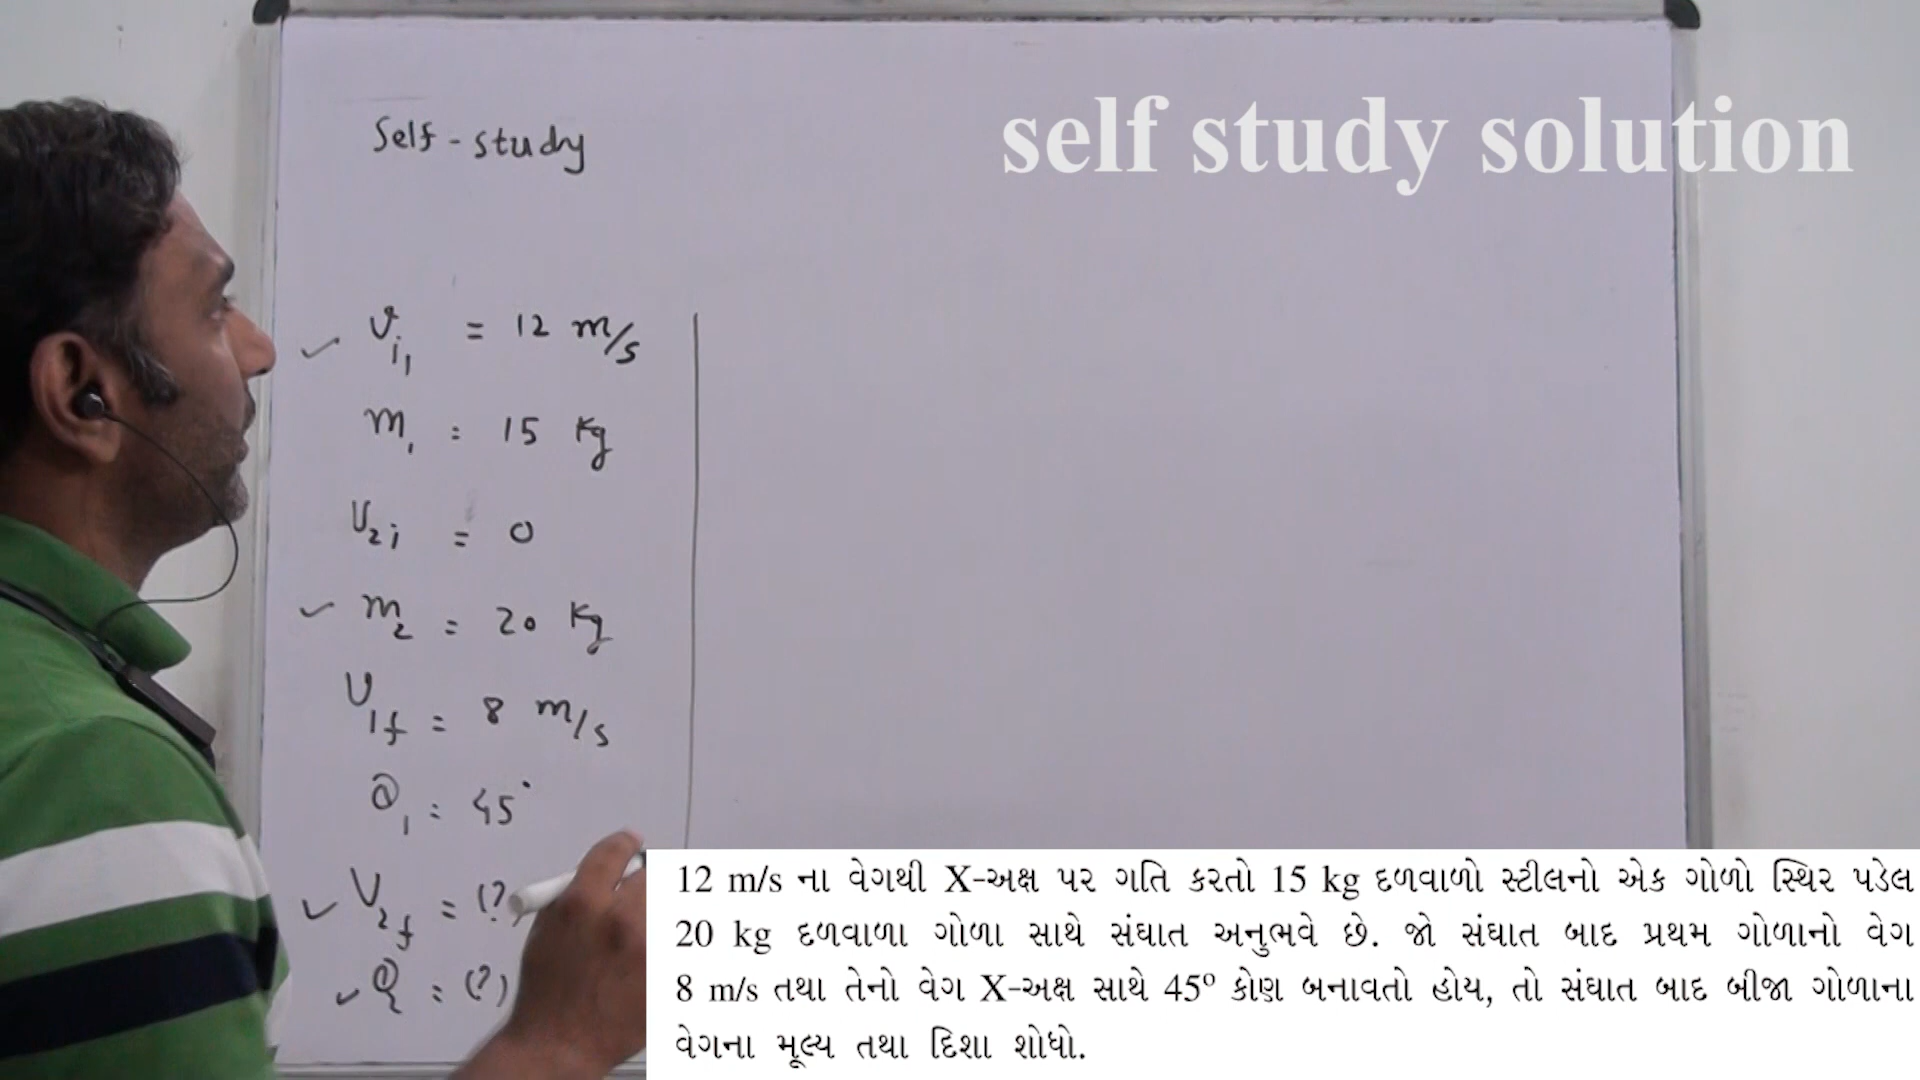 Self - study
self study solution
v i1 = 12 m/s
m1 = 15 kg
V2i = 0
m2 = 20 kg
V1f = 8 m/s
θ1 = 45°
V2f = (?)
θ2 = (?)
12 m/s ના વેગથી X-અક્ષ પર ગતિ કરતો 15 kg દળવાળો સ્ટીલનો એક ગોળો સ્થિર પડેલ
20 kg દળવાળા ગોળા સાથે સંઘાત અનુભવે છે. જો સંઘાત બાદ પ્રથમ ગોળાનો વેગ
8 m/s તથા તેનો વેગ X-અક્ષ સાથે 45º કોણ બનાવતો હોય, તો સંઘાત બાદ બીજા ગોળાના
વેગના મૂલ્ય તથા દિશા શોધો.